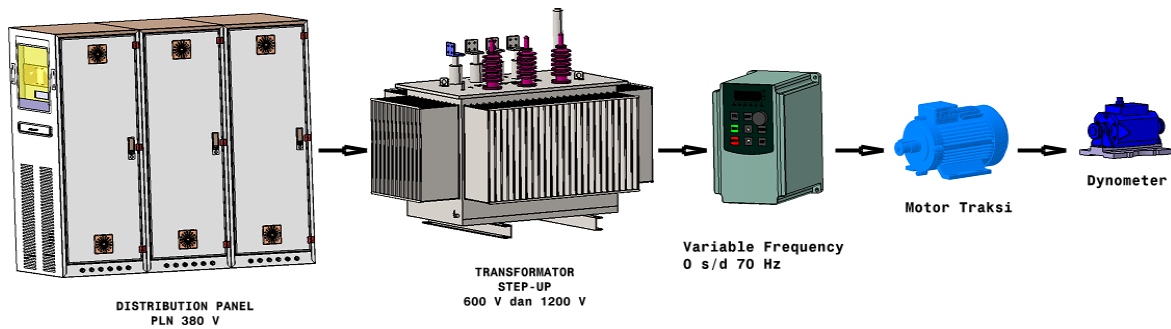 DISTRIBUTION PANEL
PLN 380 V
TRANSFORMATOR
STEP-UP
600 V dan 1200 V
Variable Frequency
0 s/d 70 Hz
Motor Traksi
Dynometer